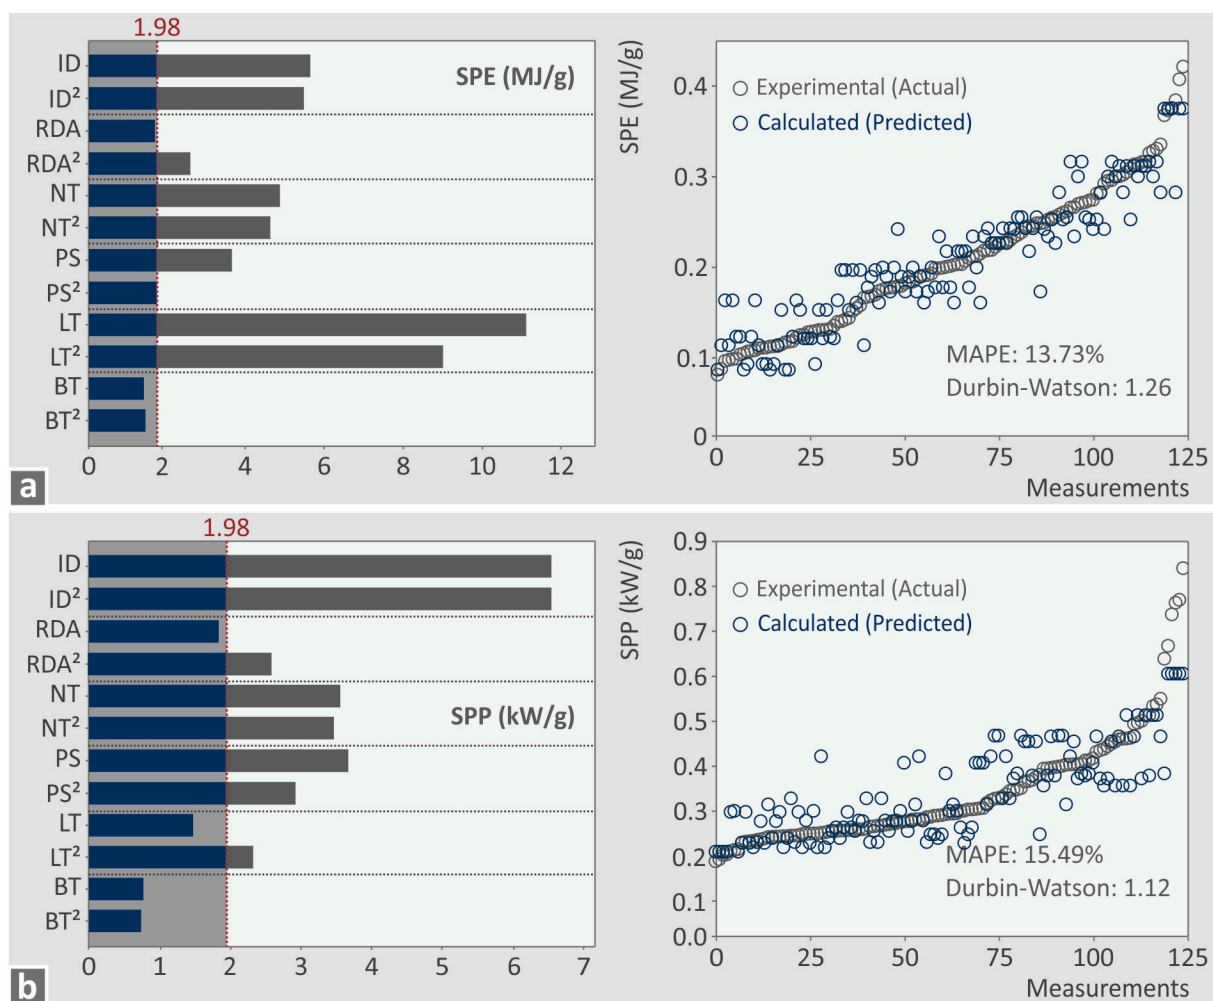 1.98
ID
ID²
RDA
RDA²
NT
NT²
PS
PS²
LT
LT²
BT
BT²
SPE (MJ/g)
0 2 4 6 8 10 12
a
SPE (MJ/g)
0.4
0.3
0.2
0.1
0
Experimental (Actual)
Calculated (Predicted)
MAPE: 13.73%
Durbin-Watson: 1.26
0 25 50 75 100 125
Measurements
1.98
ID
ID²
RDA
RDA²
NT
NT²
PS
PS²
LT
LT²
BT
BT²
SPP (kW/g)
0 1 2 3 4 5 6 7
b
SPP (kW/g)
0.9
0.8
0.7
0.6
0.5
0.4
0.3
0.2
0.1
0.0
Experimental (Actual)
Calculated (Predicted)
MAPE: 15.49%
Durbin-Watson: 1.12
0 25 50 75 100 125
Measurements